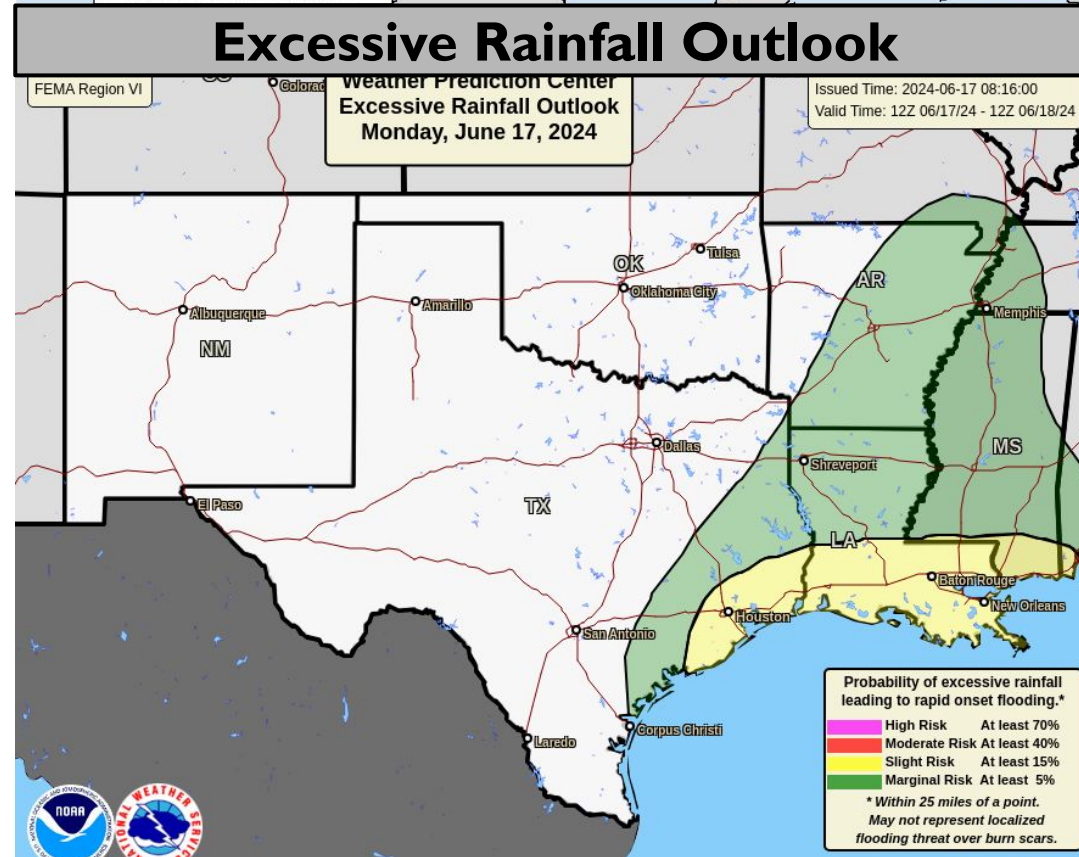 Excessive Rainfall Outlook
FEMA Region VI
Weather Prediction Center
Excessive Rainfall Outlook
Monday, June 17, 2024
Issued Time: 2024-06-17 08:16:00
Valid Time: 12Z 06/17/24 - 12Z 06/18/24
Colorad
Tulsa
OK
Oklahoma City
AR
Amarillo
Albuquerque
Memphis
NM
Dallas
MS
Shreveport
El Paso
TX
LA
Baton Rouge
New Orleans
Houston
San Antonio
Corpus Christi
Laredo
Probability of excessive rainfall
leading to rapid onset flooding.*
High Risk At least 70%
Moderate Risk At least 40%
Slight Risk At least 15%
Marginal Risk At least 5%
* Within 25 miles of a point.
May not represent localized
flooding threat over burn scars.
NOAA
WEATHER